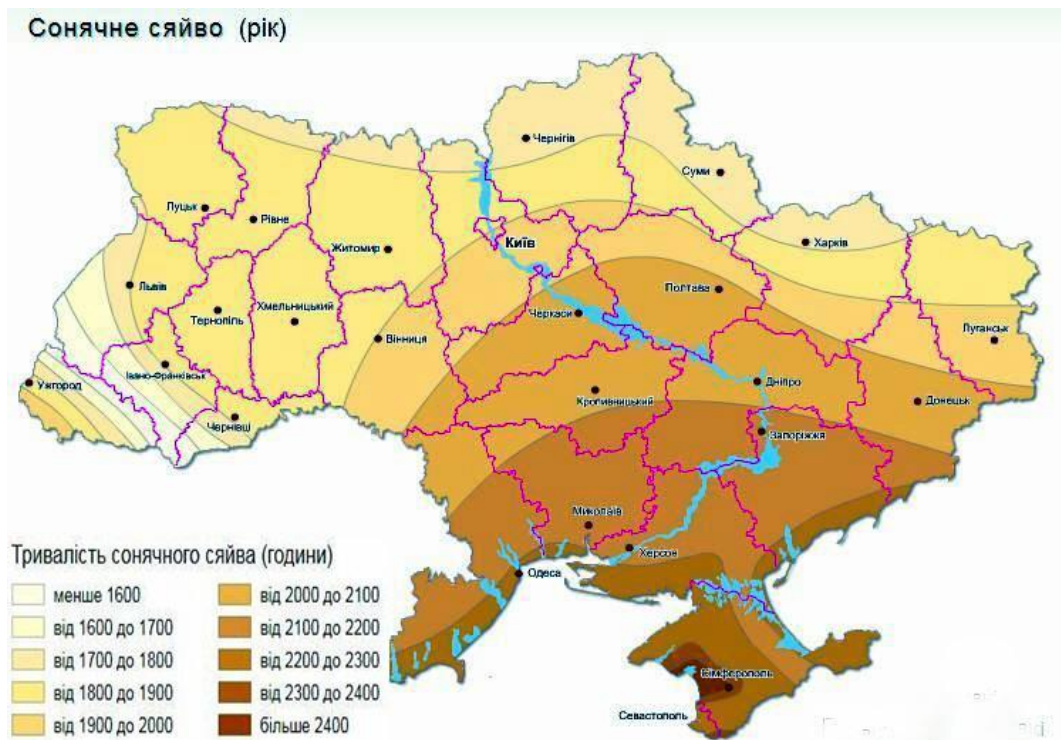 Сонячне сяйво (рік)
Чернігів
Суми
Луцьк
Рівне
Київ
Житомир
Харків
Львів
Полтава
Тернопіль
Хмельницький
Черкаси
Вінниця
Луганськ
Івано-Франківськ
Ужгород
Дніпро
Кропивницький
Донецьк
Чернівці
Запоріжжя
Миколаїв
Херсон
Одеса
Сімферополь
Севастополь
Тривалість сонячного сяйва (години)
менше 1600
від 1600 до 1700
від 1700 до 1800
від 1800 до 1900
від 1900 до 2000
від 2000 до 2100
від 2100 до 2200
від 2200 до 2300
від 2300 до 2400
більше 2400